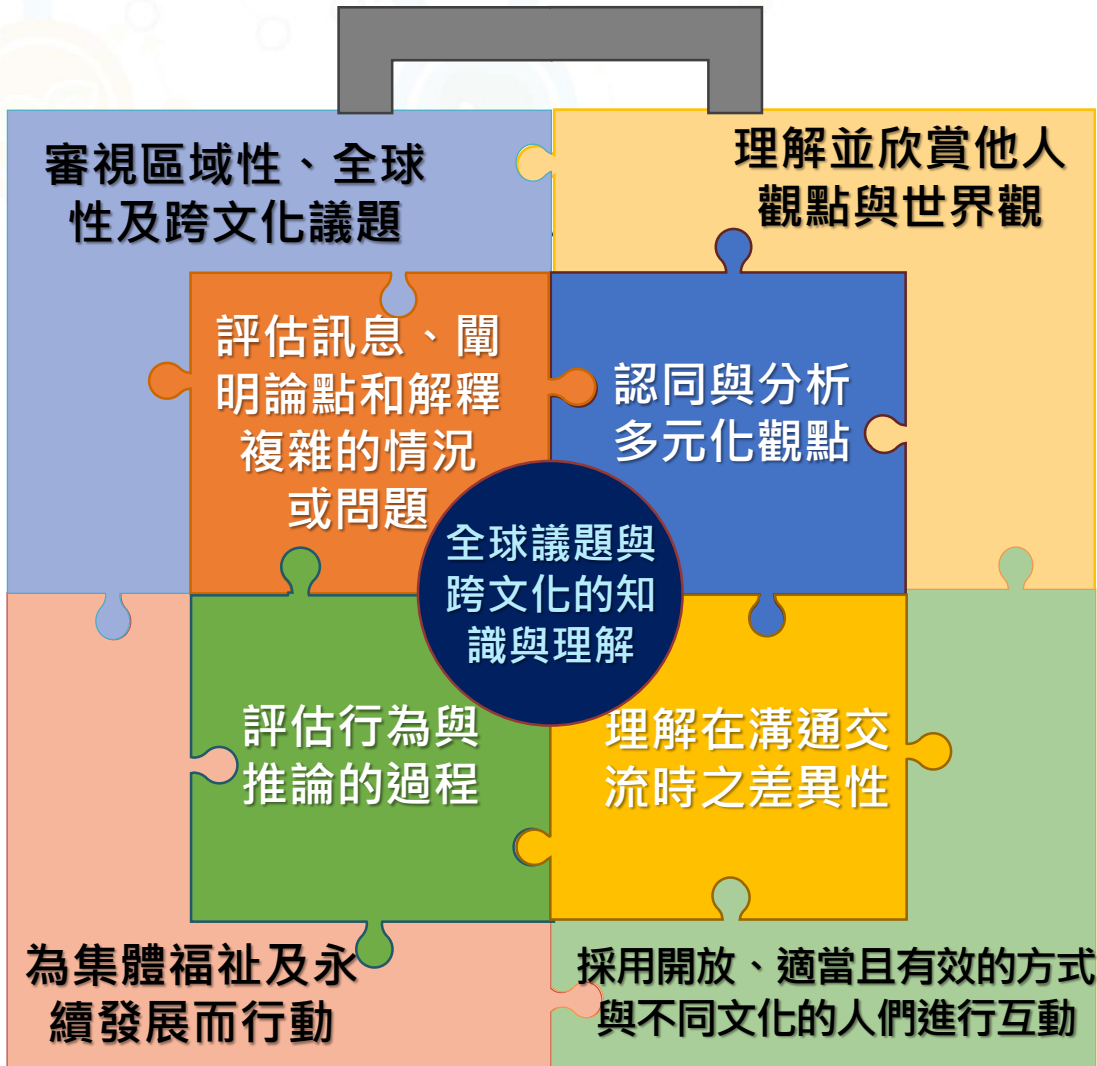 審視區域性、全球
性及跨文化議題
理解並欣賞他人
觀點與世界觀
評估訊息、闡
明論點和解釋
複雜的情況
或問題
認同與分析
多元化觀點
全球議題與
跨文化的知
識與理解
評估行為與
推論的過程
理解在溝通交
流時之差異性
為集體福祉及永
續發展而行動
採用開放、適當且有效的方式
與不同文化的人們進行互動